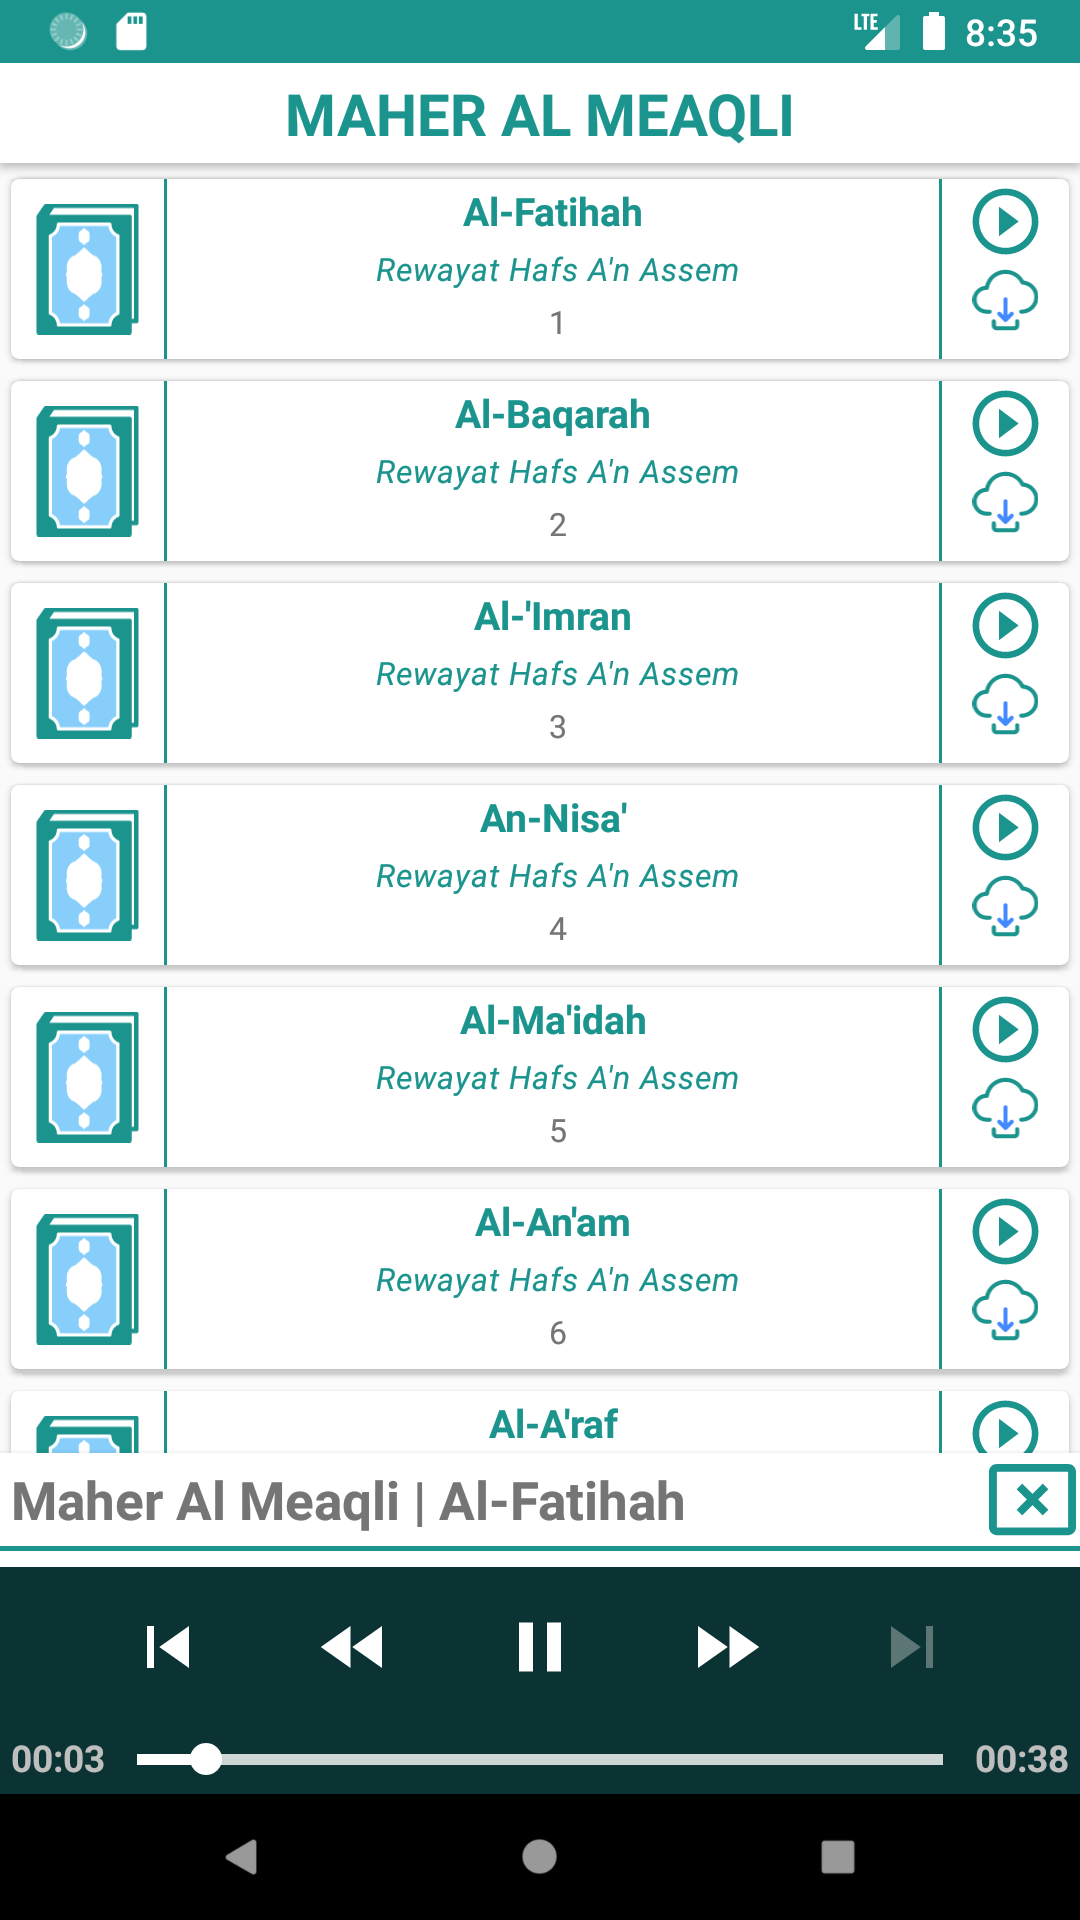 LTE 8:35
MAHER AL MEAQLI
Al-Fatihah
Rewayat Hafs A'n Assem
1
Al-Baqarah
Rewayat Hafs A'n Assem
2
Al-'Imran
Rewayat Hafs A'n Assem
3
An-Nisa'
Rewayat Hafs A'n Assem
4
Al-Ma'idah
Rewayat Hafs A'n Assem
5
Al-An'am
Rewayat Hafs A'n Assem
6
Al-A'raf
Maher Al Meaqli | Al-Fatihah
00:03 00:38